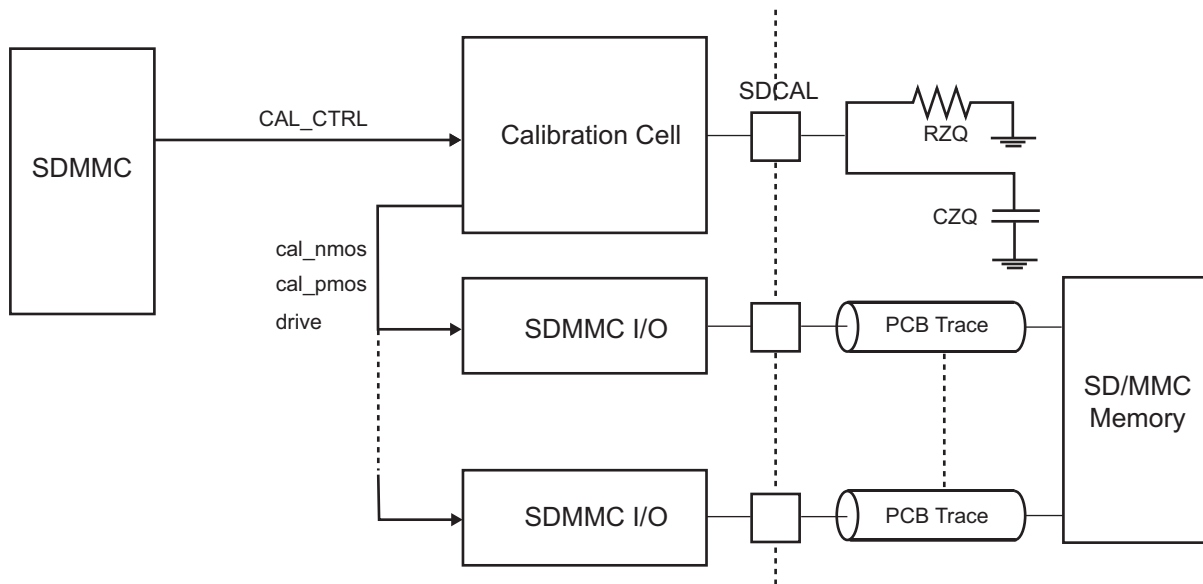 SDCAL
CAL_CTRL
Calibration Cell
RZQ
SDMMC
CZQ
cal_nmos
cal_pmos
drive
SDMMC I/O
PCB Trace
SD/MMC
Memory
SDMMC I/O
PCB Trace